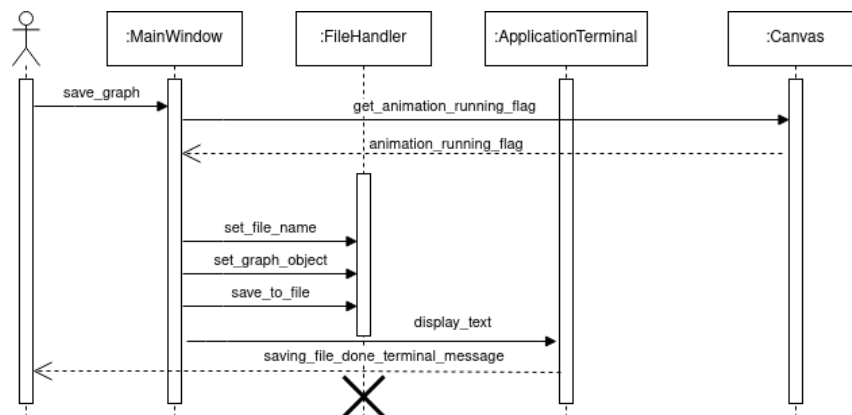 :MainWindow
:FileHandler
:ApplicationTerminal
:Canvas
save_graph
get_animation_running_flag
animation_running_flag
set_file_name
set_graph_object
save_to_file
display_text
saving_file_done_terminal_message